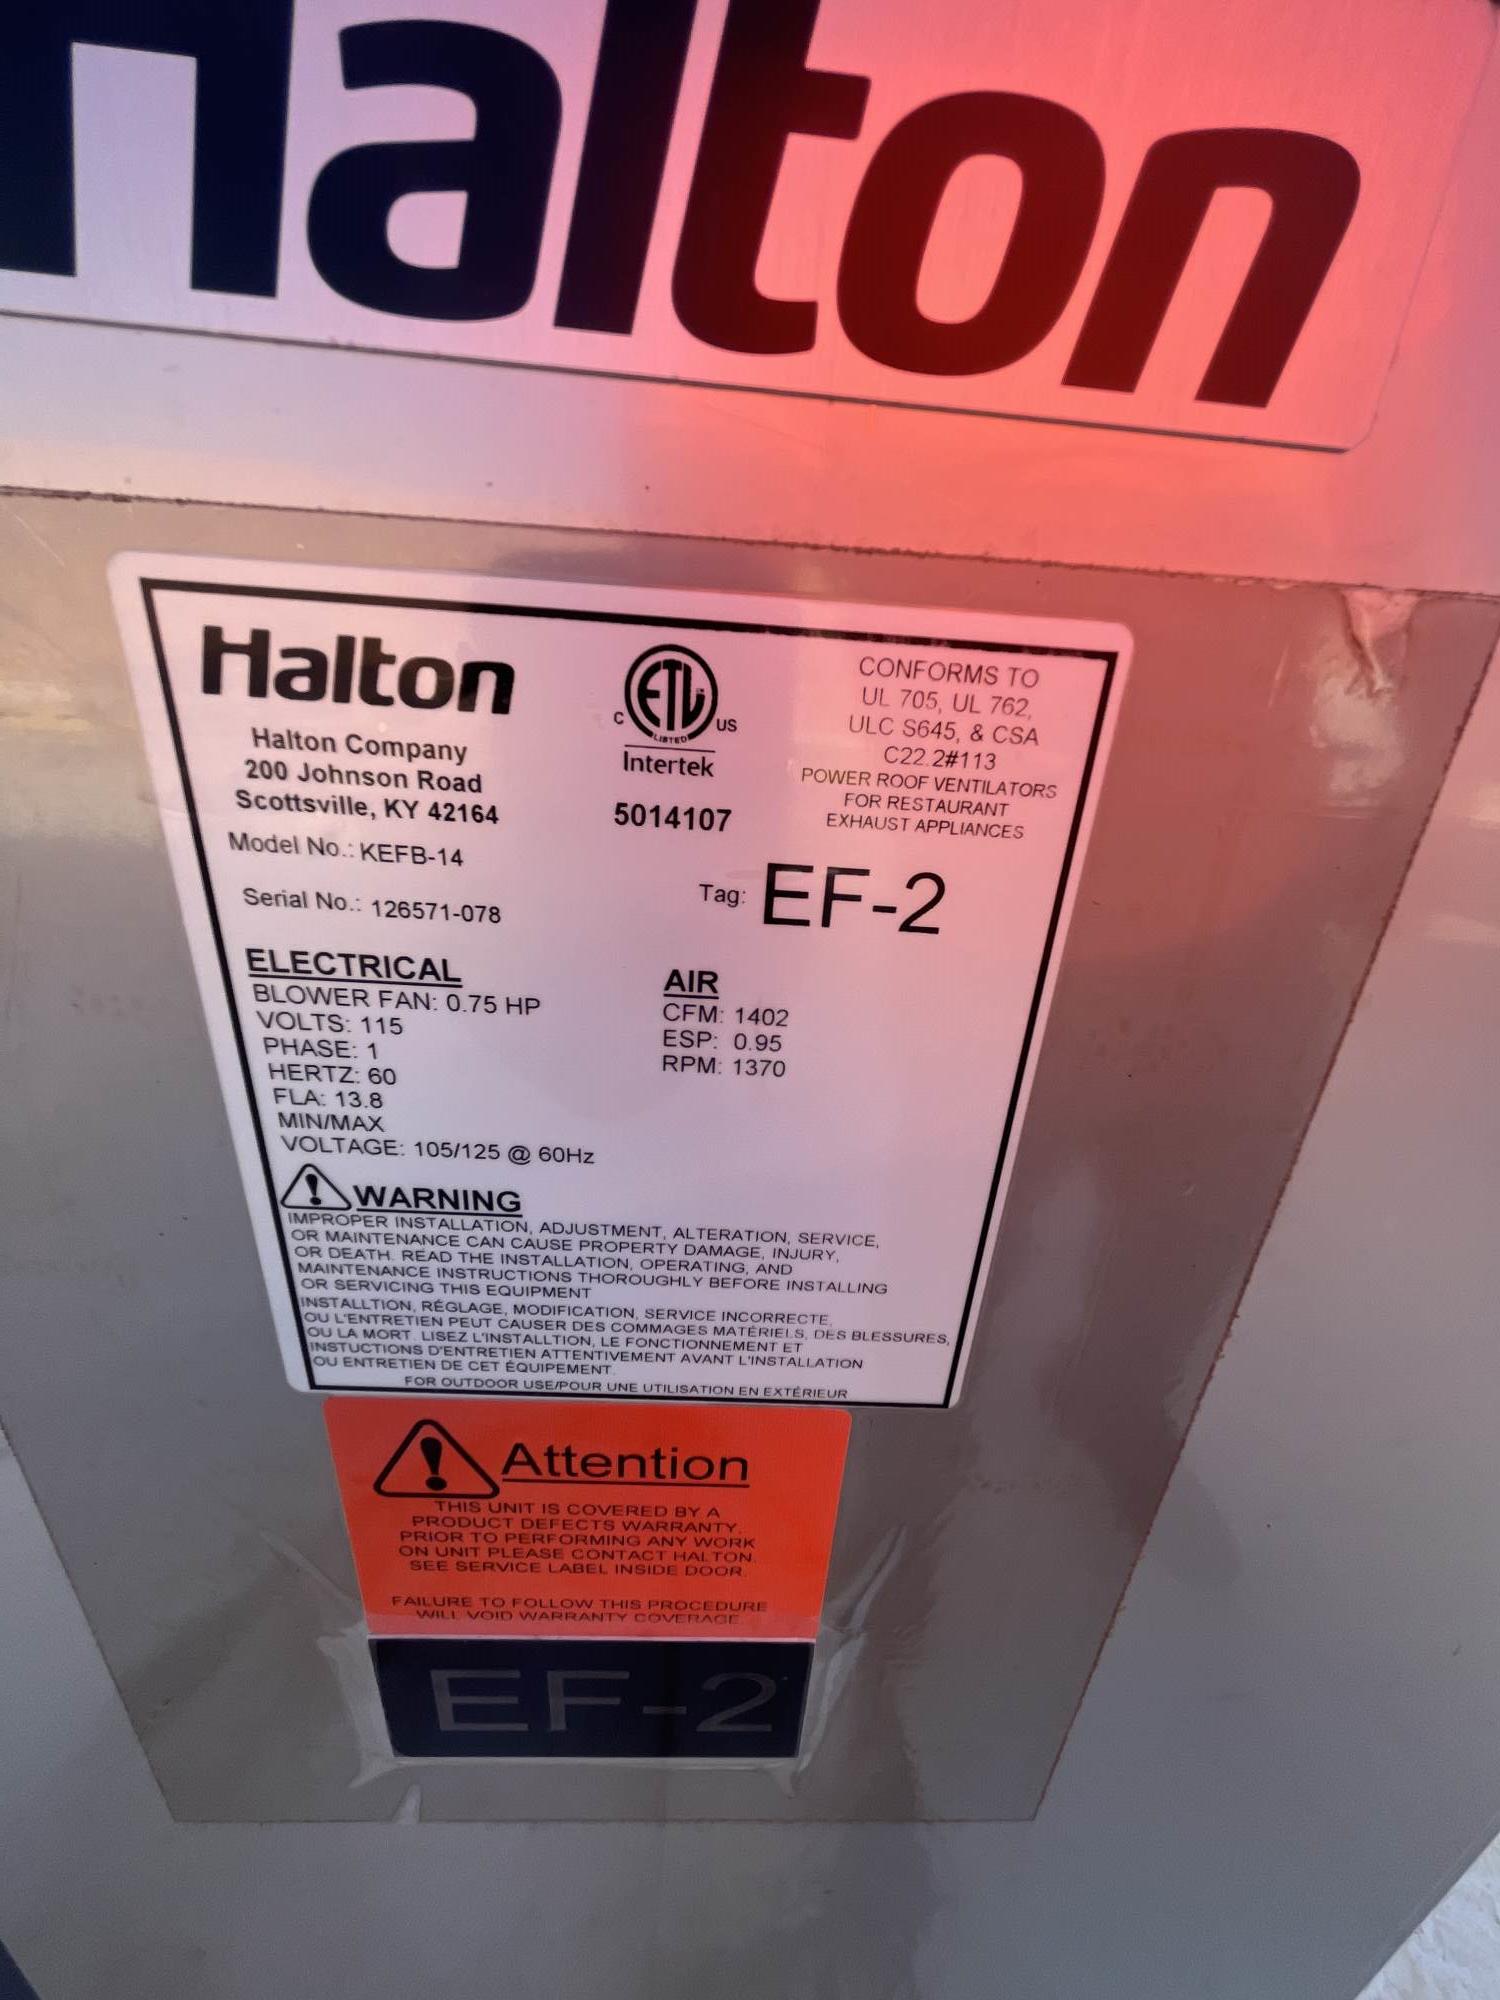 Halton
Halton
Halton Company
200 Johnson Road
Scottsville, KY 42164
C ETL US
LISTED
Intertek
5014107
CONFORMS TO
UL 705, UL 762,
ULC S645, & CSA
C22.2#113
POWER ROOF VENTILATORS
FOR RESTAURANT
EXHAUST APPLIANCES
Model No.: KEFB-14
Serial No.: 126571-078
Tag: EF-2
ELECTRICAL
BLOWER FAN: 0.75 HP
VOLTS: 115
PHASE: 1
HERTZ: 60
FLA: 13.8
MIN/MAX
VOLTAGE: 105/125 @ 60Hz
AIR
CFM: 1402
ESP: 0.95
RPM: 1370
WARNING
IMPROPER INSTALLATION, ADJUSTMENT, ALTERATION, SERVICE,
OR MAINTENANCE CAN CAUSE PROPERTY DAMAGE, INJURY,
OR DEATH. READ THE INSTALLATION, OPERATING, AND
MAINTENANCE INSTRUCTIONS THOROUGHLY BEFORE INSTALLING
OR SERVICING THIS EQUIPMENT
INSTALLTION, RÉGLAGE, MODIFICATION, SERVICE INCORRECTE,
OU L'ENTRETIEN PEUT CAUSER DES COMMAGES MATÉRIELS, DES BLESSURES,
OU LA MORT. LISEZ L'INSTALLTION, LE FONCTIONNEMENT ET
INSTUCTIONS D'ENTRETIEN ATTENTIVEMENT AVANT L'INSTALLATION
OU ENTRETIEN DE CET ÉQUIPEMENT.
FOR OUTDOOR USE/POUR UNE UTILISATION EN EXTÉRIEUR
Attention
THIS UNIT IS COVERED BY A
PRODUCT DEFECTS WARRANTY.
PRIOR TO PERFORMING ANY WORK
ON UNIT PLEASE CONTACT HALTON.
SEE SERVICE LABEL INSIDE DOOR.
FAILURE TO FOLLOW THIS PROCEDURE
WILL VOID WARRANTY COVERAGE.
EF-2